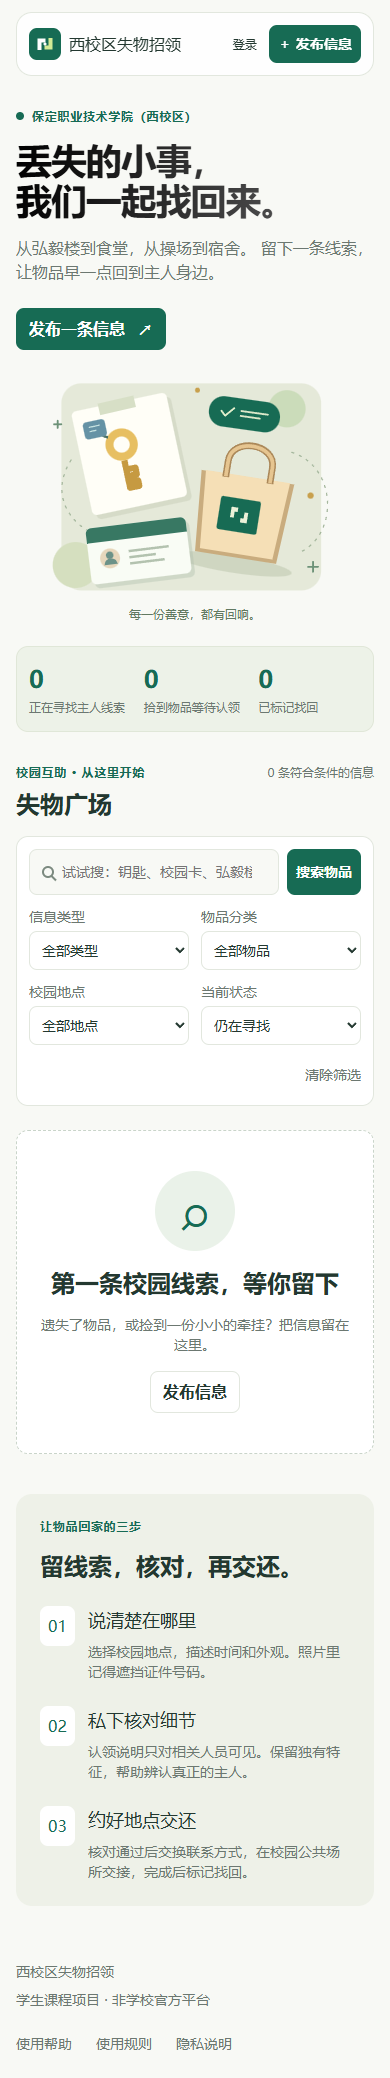 西校区失物招领
登录
+ 发布信息
保定职业技术学院（西校区）
丢失的小事，
我们一起找回来。
从弘毅楼到食堂，从操场到宿舍。 留下一条线索，
让物品早一点回到主人身边。
发布一条信息 ↗
每一份善意，都有回响。
0
正在寻找主人线索
0
拾到物品等待认领
0
已标记找回
校园互助 · 从这里开始
0 条符合条件的信息
失物广场
试试搜：钥匙、校园卡、弘毅楼
搜索物品
信息类型
物品分类
全部类型
全部物品
校园地点
当前状态
全部地点
仍在寻找
清除筛选
第一条校园线索，等你留下
遗失了物品，或捡到一份小小的牵挂？把信息留在
这里。
发布信息
让物品回家的三步
留线索，核对，再交还。
01
说清楚在哪里
选择校园地点，描述时间和外观。照片里
记得遮挡证件号码。
02
私下核对细节
认领说明只对相关人员可见。保留独有特
征，帮助辨认真正的主人。
03
约好地点交还
核对通过后交换联系方式，在校园公共场
所交接，完成后标记找回。
西校区失物招领
学生课程项目 · 非学校官方平台
使用帮助
使用规则
隐私说明